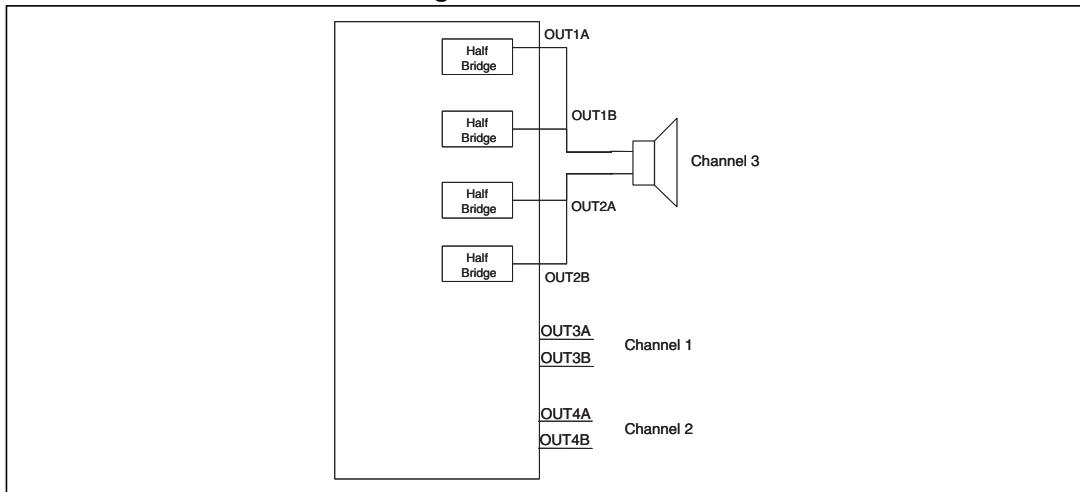 OUT1A
Half
Bridge
OUT1B
Half
Bridge
Channel 3
Half
Bridge
OUT2A
Half
Bridge
OUT2B
OUT3A
Channel 1
OUT3B
OUT4A
Channel 2
OUT4B